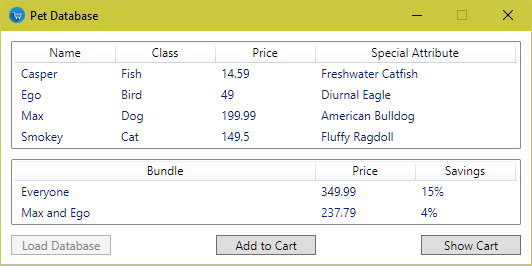 Pet Database
Name Class Price Special Attribute
Casper Fish 14.59 Freshwater Catfish
Ego Bird 49 Diurnal Eagle
Max Dog 199.99 American Bulldog
Smokey Cat 149.5 Fluffy Ragdoll
Bundle Price Savings
Everyone 349.99 15%
Max and Ego 237.79 4%
Load Database Add to Cart Show Cart